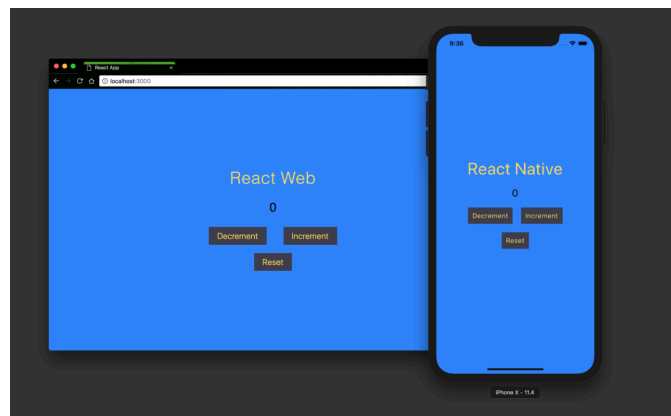 React App
localhost:3000
React Web
0
Decrement Increment
Reset
9:36
React Native
0
Decrement Increment
Reset
iPhone X - 11.4